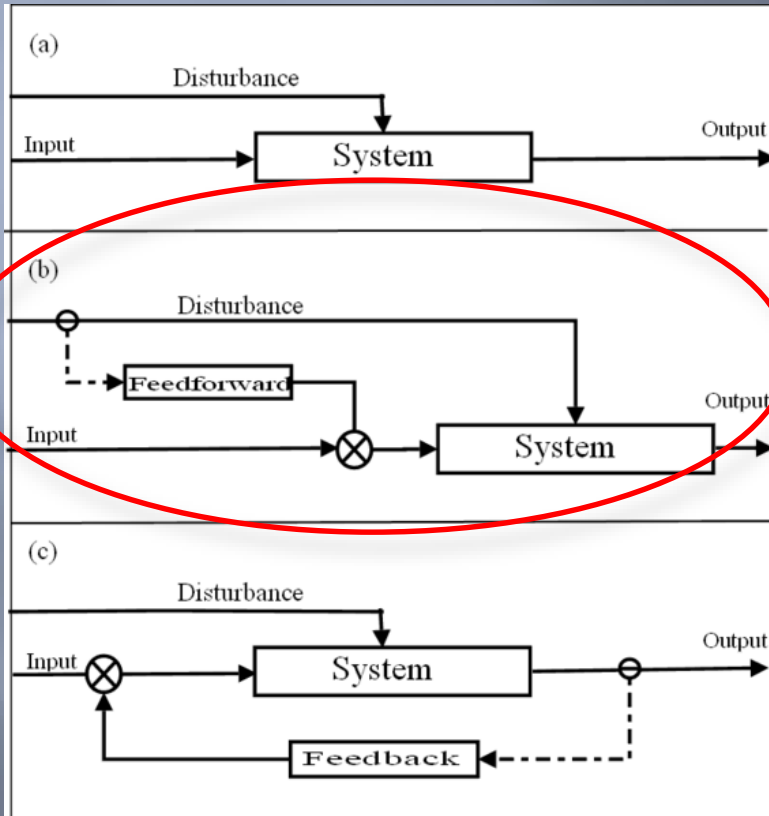 (a)
Disturbance
Input
System
Output
(b)
Disturbance
Feedforward
Input
System
Output
(c)
Disturbance
Input
System
Output
Feedback